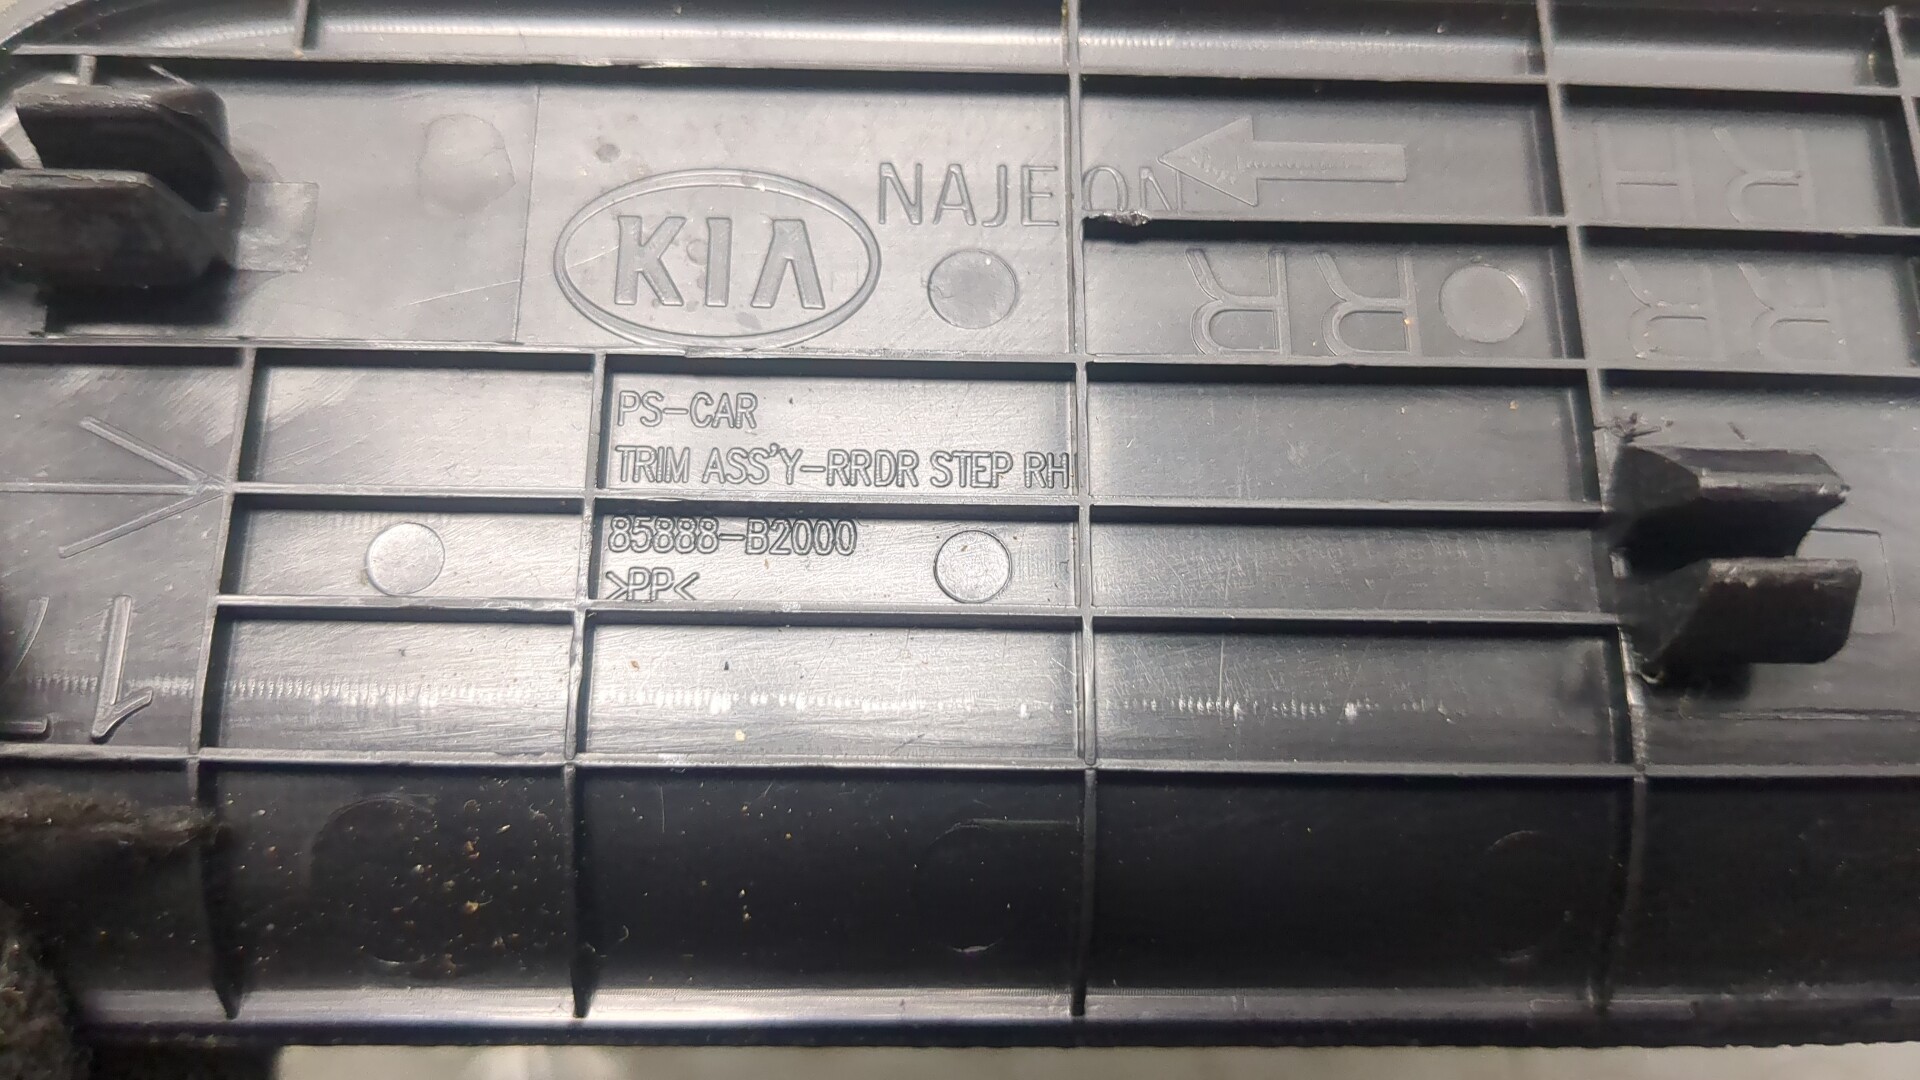 NAJEON
KIA
RH
RR
RR
PS-CAR
TRIM ASS'Y-RRDR STEP RH
85888-B2000
>PP<